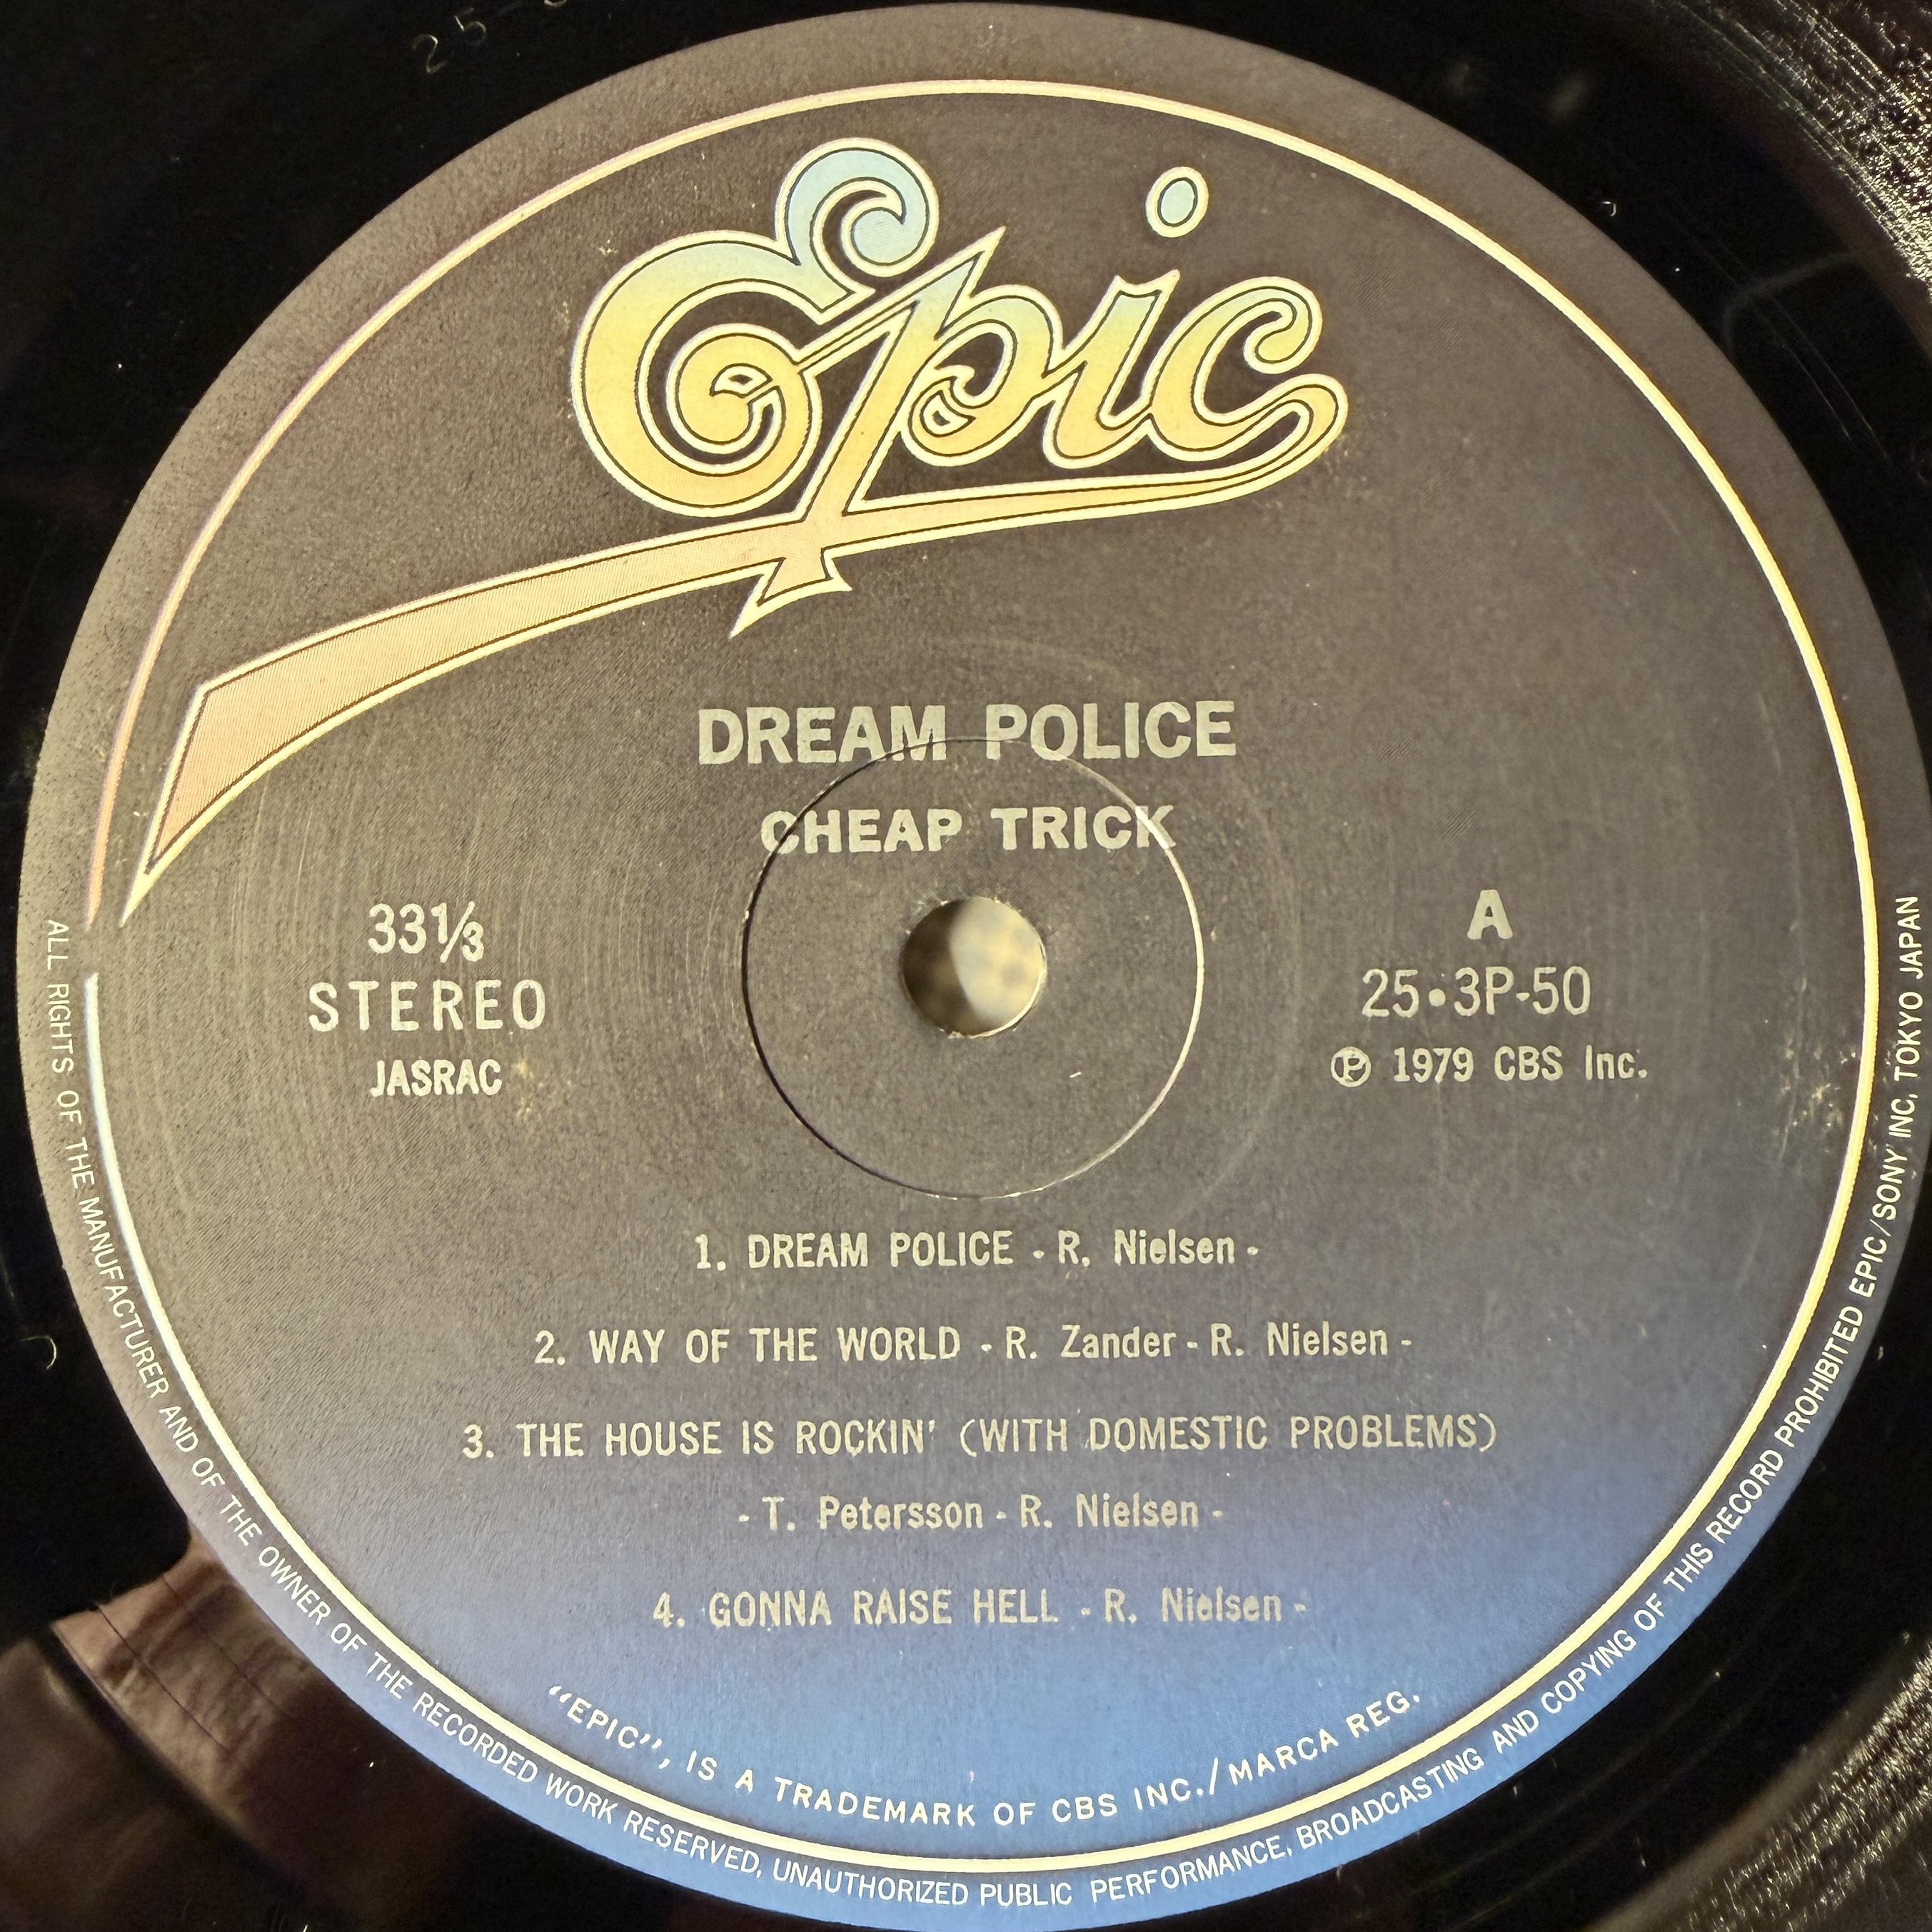 Epic
DREAM POLICE
CHEAP TRICK
33⅓
STEREO
JASRAC
A
25•3P-50
℗ 1979 CBS Inc.
1. DREAM POLICE - R. Nielsen -
2. WAY OF THE WORLD - R. Zander - R. Nielsen -
3. THE HOUSE IS ROCKIN' (WITH DOMESTIC PROBLEMS)
- T. Petersson - R. Nielsen -
4. GONNA RAISE HELL - R. Nielsen -
"EPIC", IS A TRADEMARK OF CBS INC./MARCA REG.
ALL RIGHTS OF THE MANUFACTURER AND OF THE OWNER OF THE RECORDED WORK RESERVED, UNAUTHORIZED PUBLIC PERFORMANCE, BROADCASTING AND COPYING OF THIS RECORD PROHIBITED EPIC/SONY INC, TOKYO JAPAN